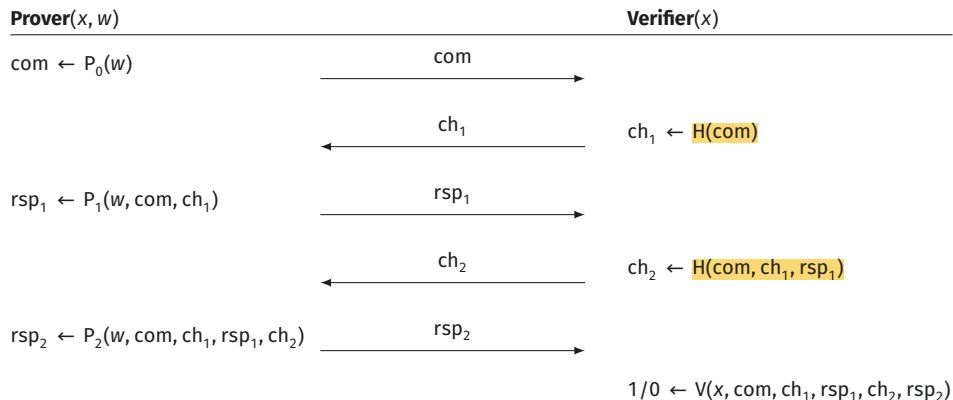 Prover(x, w) Verifier(x)
com ← P₀(w) com
ch₁ ch₁ ← H(com)
rsp₁ ← P₁(w, com, ch₁) rsp₁
ch₂ ch₂ ← H(com, ch₁, rsp₁)
rsp₂ ← P₂(w, com, ch₁, rsp₁, ch₂) rsp₂
1/0 ← V(x, com, ch₁, rsp₁, ch₂, rsp₂)